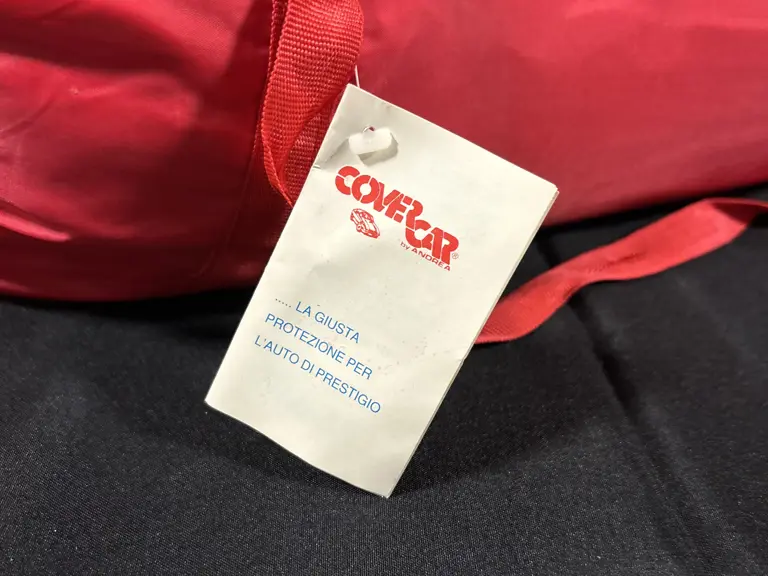 COVERCAR®
by ANDREA
..... LA GIUSTA
PROTEZIONE PER
L'AUTO DI PRESTIGIO